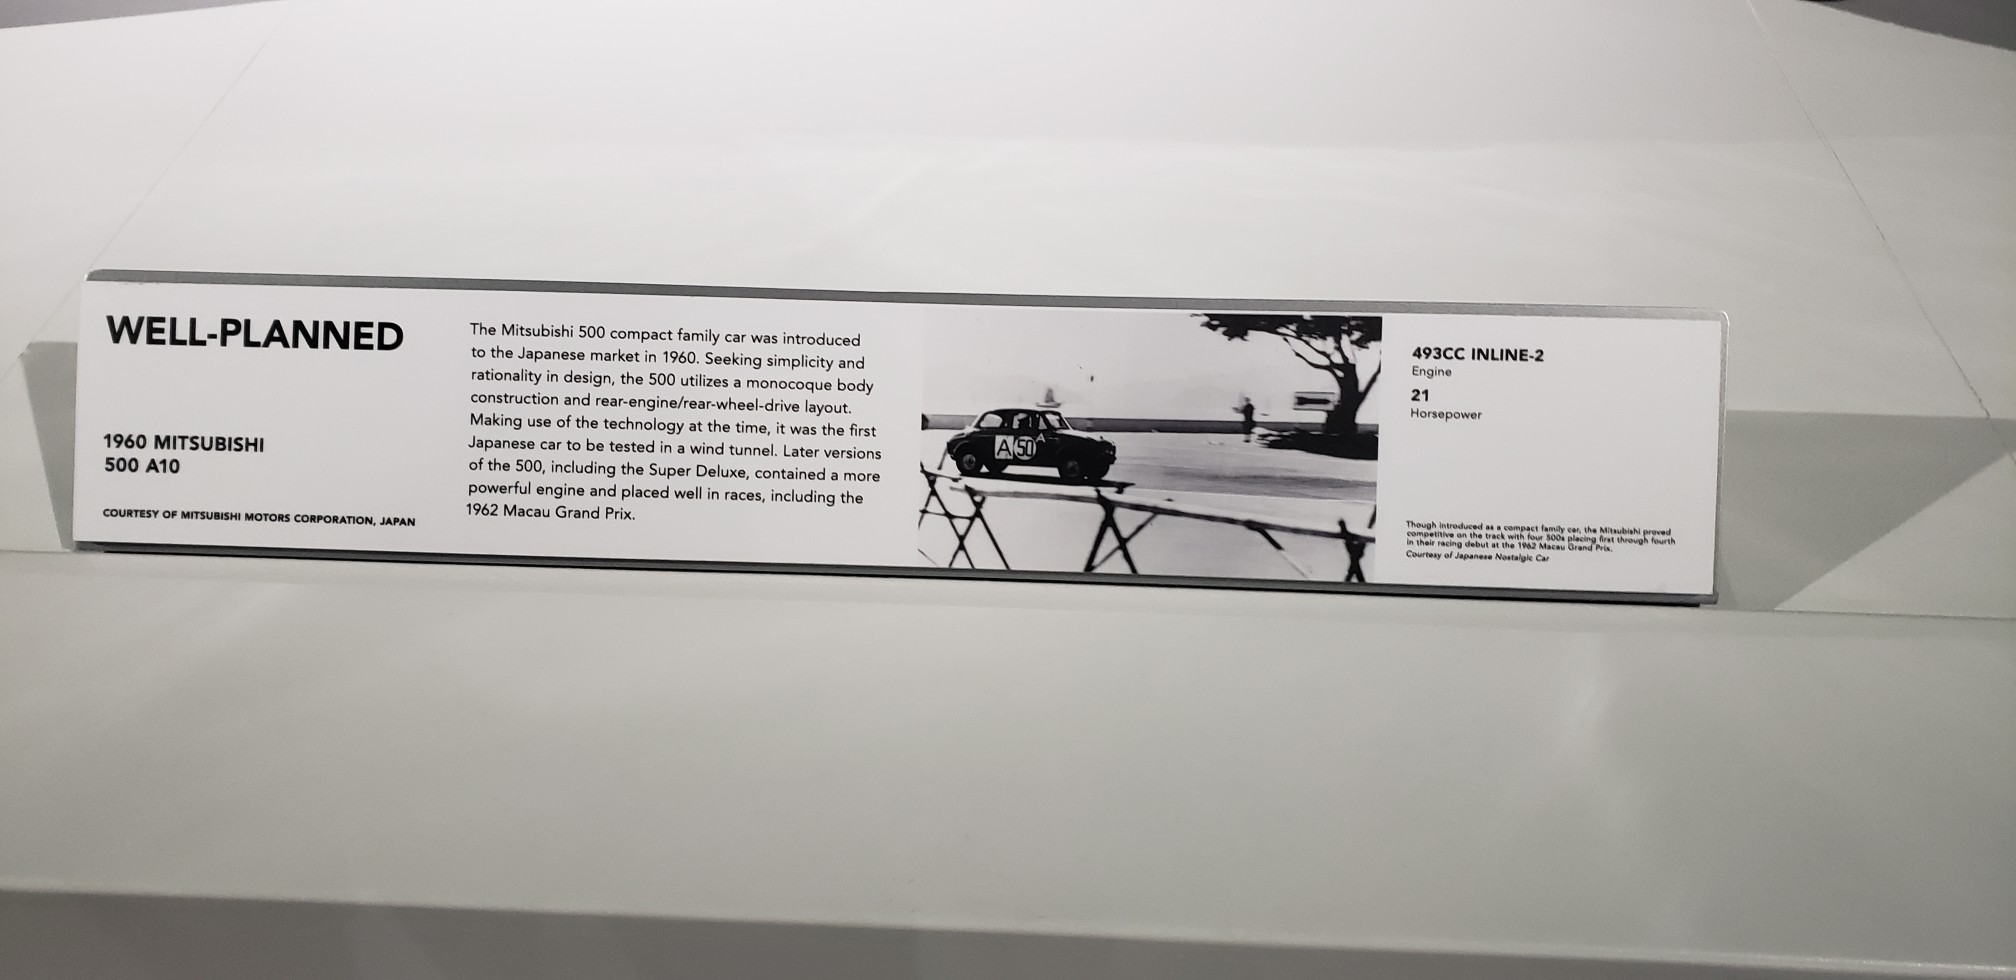 WELL-PLANNED
1960 MITSUBISHI
500 A10
COURTESY OF MITSUBISHI MOTORS CORPORATION, JAPAN
The Mitsubishi 500 compact family car was introduced
to the Japanese market in 1960. Seeking simplicity and
rationality in design, the 500 utilizes a monocoque body
construction and rear-engine/rear-wheel-drive layout.
Making use of the technology at the time, it was the first
Japanese car to be tested in a wind tunnel. Later versions
of the 500, including the Super Deluxe, contained a more
powerful engine and placed well in races, including the
1962 Macau Grand Prix.
A 50 A
493CC INLINE-2
Engine
21
Horsepower
Though introduced as a compact family car, the Mitsubishi proved
competitive on the track with four 500s placing first through fourth
in their racing debut at the 1962 Macau Grand Prix.
Courtesy of Japanese Nostalgic Car